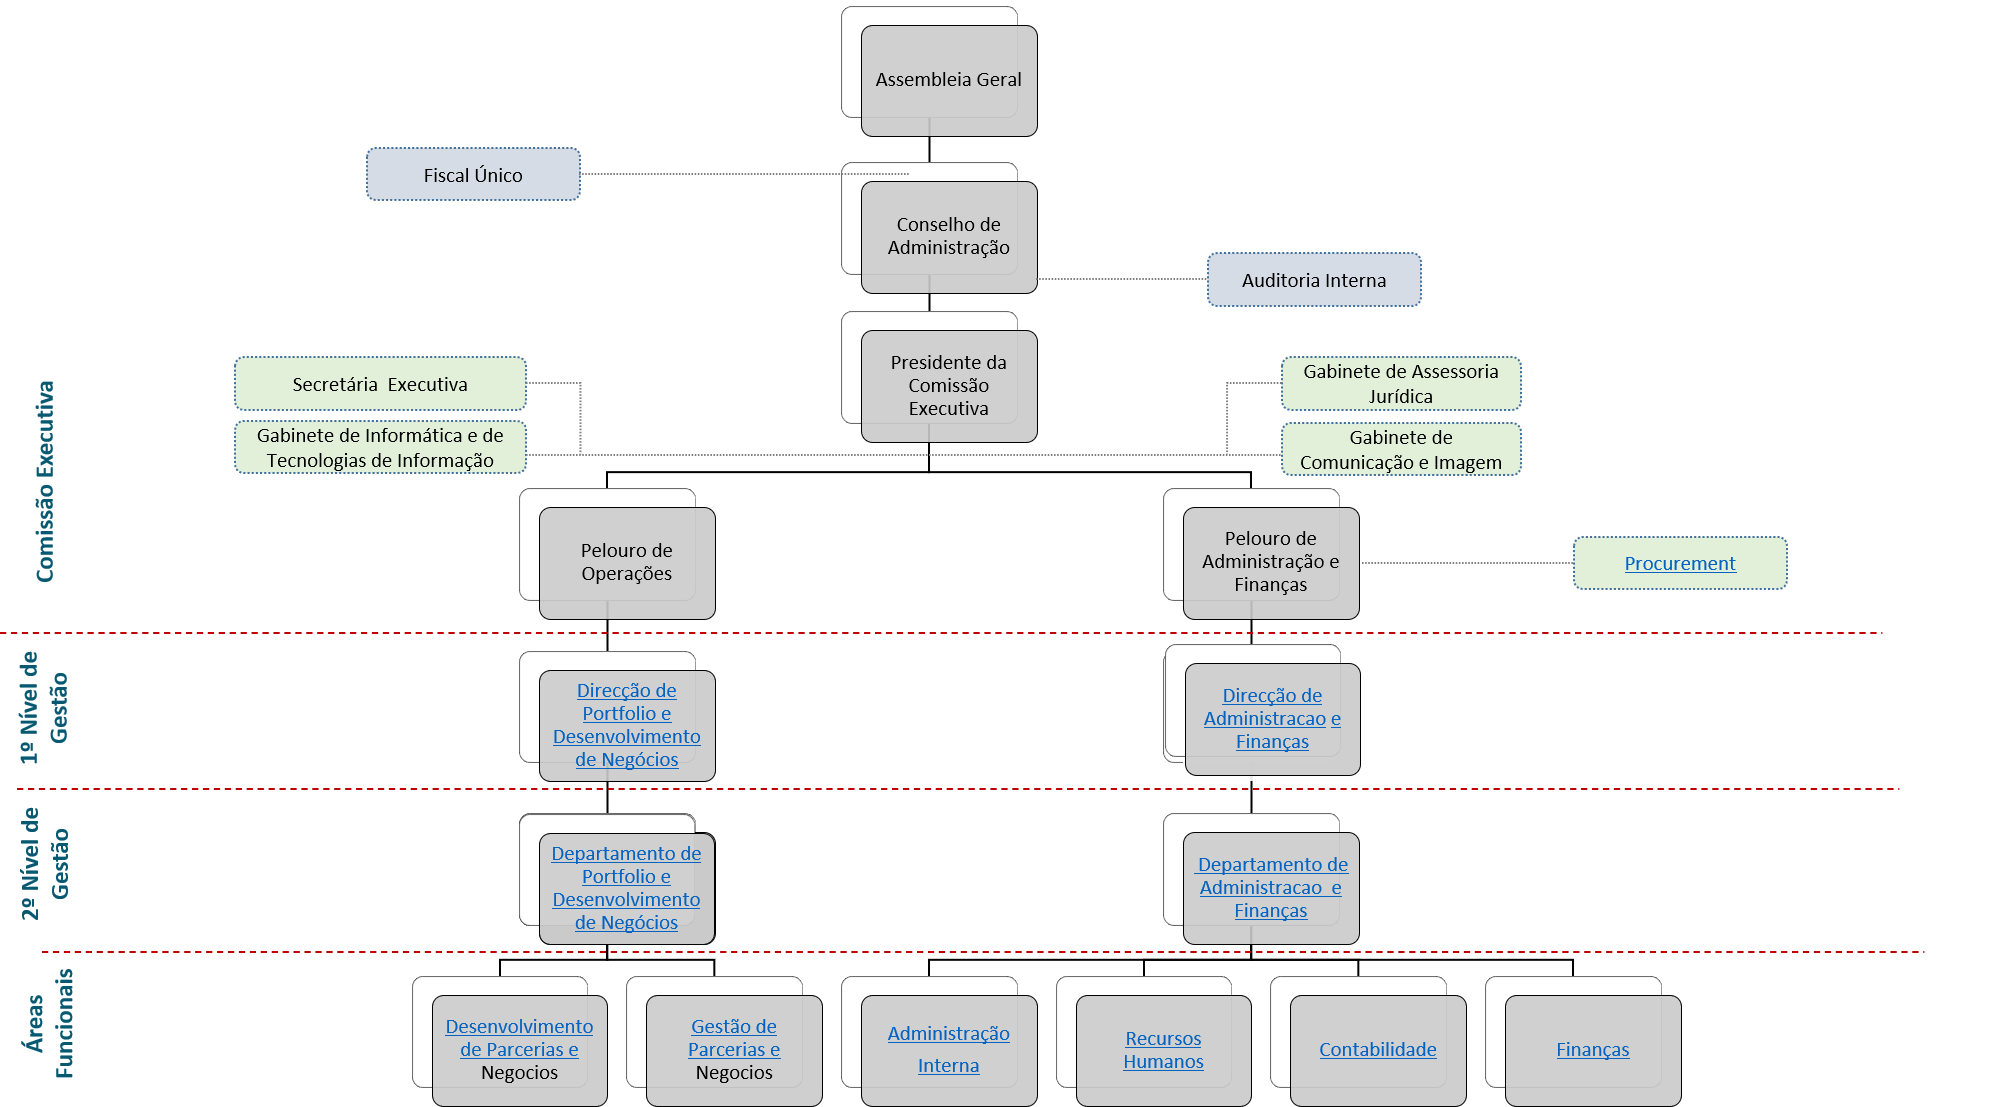 Assembleia Geral
Fiscal Único
Conselho de
Administração
Auditoria Interna
Presidente da
Comissão
Executiva
Secretária  Executiva
Gabinete de Informática e de
Tecnologias de Informação
Gabinete de Assessoria
Jurídica
Gabinete de
Comunicação e Imagem
Comissão Executiva
Pelouro de
Operações
Pelouro de
Administração e
Finanças
Procurement
1º Nível de
Gestão
Direcção de
Portfolio e
Desenvolvimento
de Negócios
Direcção de
Administracao e
Finanças
2º Nível de
Gestão
Departamento de
Portfolio e
Desenvolvimento
de Negócios
Departamento de
Administracao  e
Finanças
Áreas
Funcionais
Desenvolvimento
de Parcerias e
Negocios
Gestão de
Parcerias e
Negocios
Administração
Interna
Recursos
Humanos
Contabilidade
Finanças